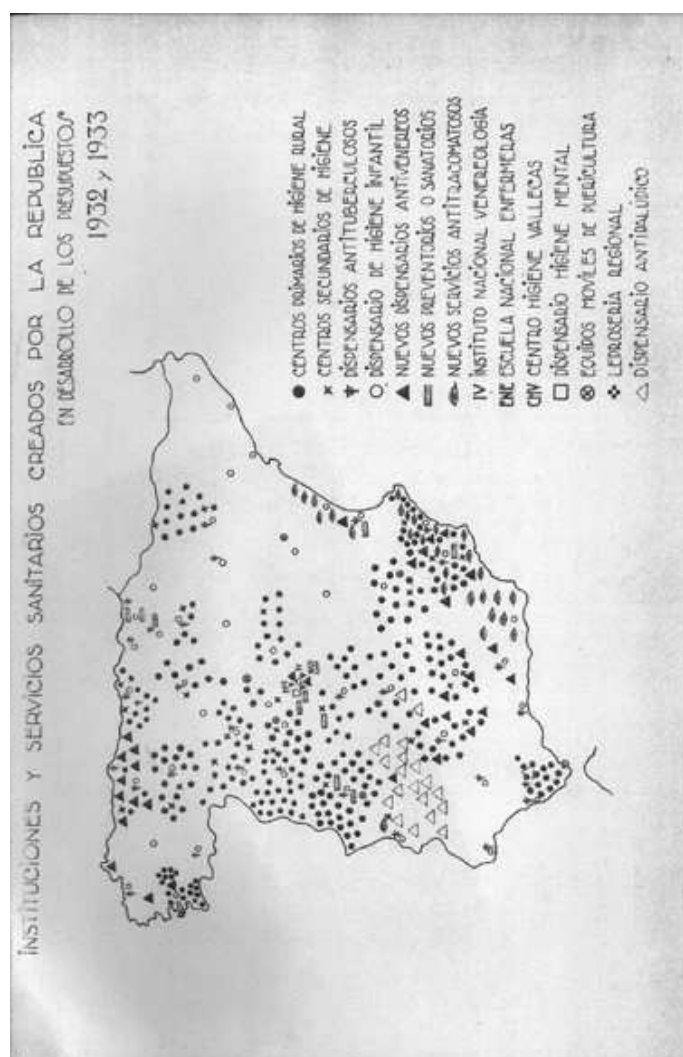 INSTITUCIONES Y SERVICIOS SANITARIOS CREADOS POR LA REPUBLICA
EN DESARROLLO DE LOS PRESUPUESTOS
1932 y 1933
CENTROS PRIMARIOS DE HIGIENE RURAL
CENTROS SECUNDARIOS DE HIGIENE
DISPENSARIOS ANTITUBERCULOSOS
DISPENSARIO DE HIGIENE INFANTIL
NUEVOS DISPENSARIOS ANTIVENEREOS
NUEVOS PREVENTORIOS O SANATORIOS
NUEVOS SERVICIOS ANTITRACOMATOSOS
IV INSTITUTO NACIONAL VENEREOLOGÍA
ENE ESCUELA NACIONAL ENFERMERAS
CHV CENTRO HIGIENE VALLECAS
DISPENSARIO HIGIENE MENTAL
EQUIPOS MOVILES DE PUERICULTURA
LEPROSERIA REGIONAL
DISPENSARIO ANTIPALUDICO